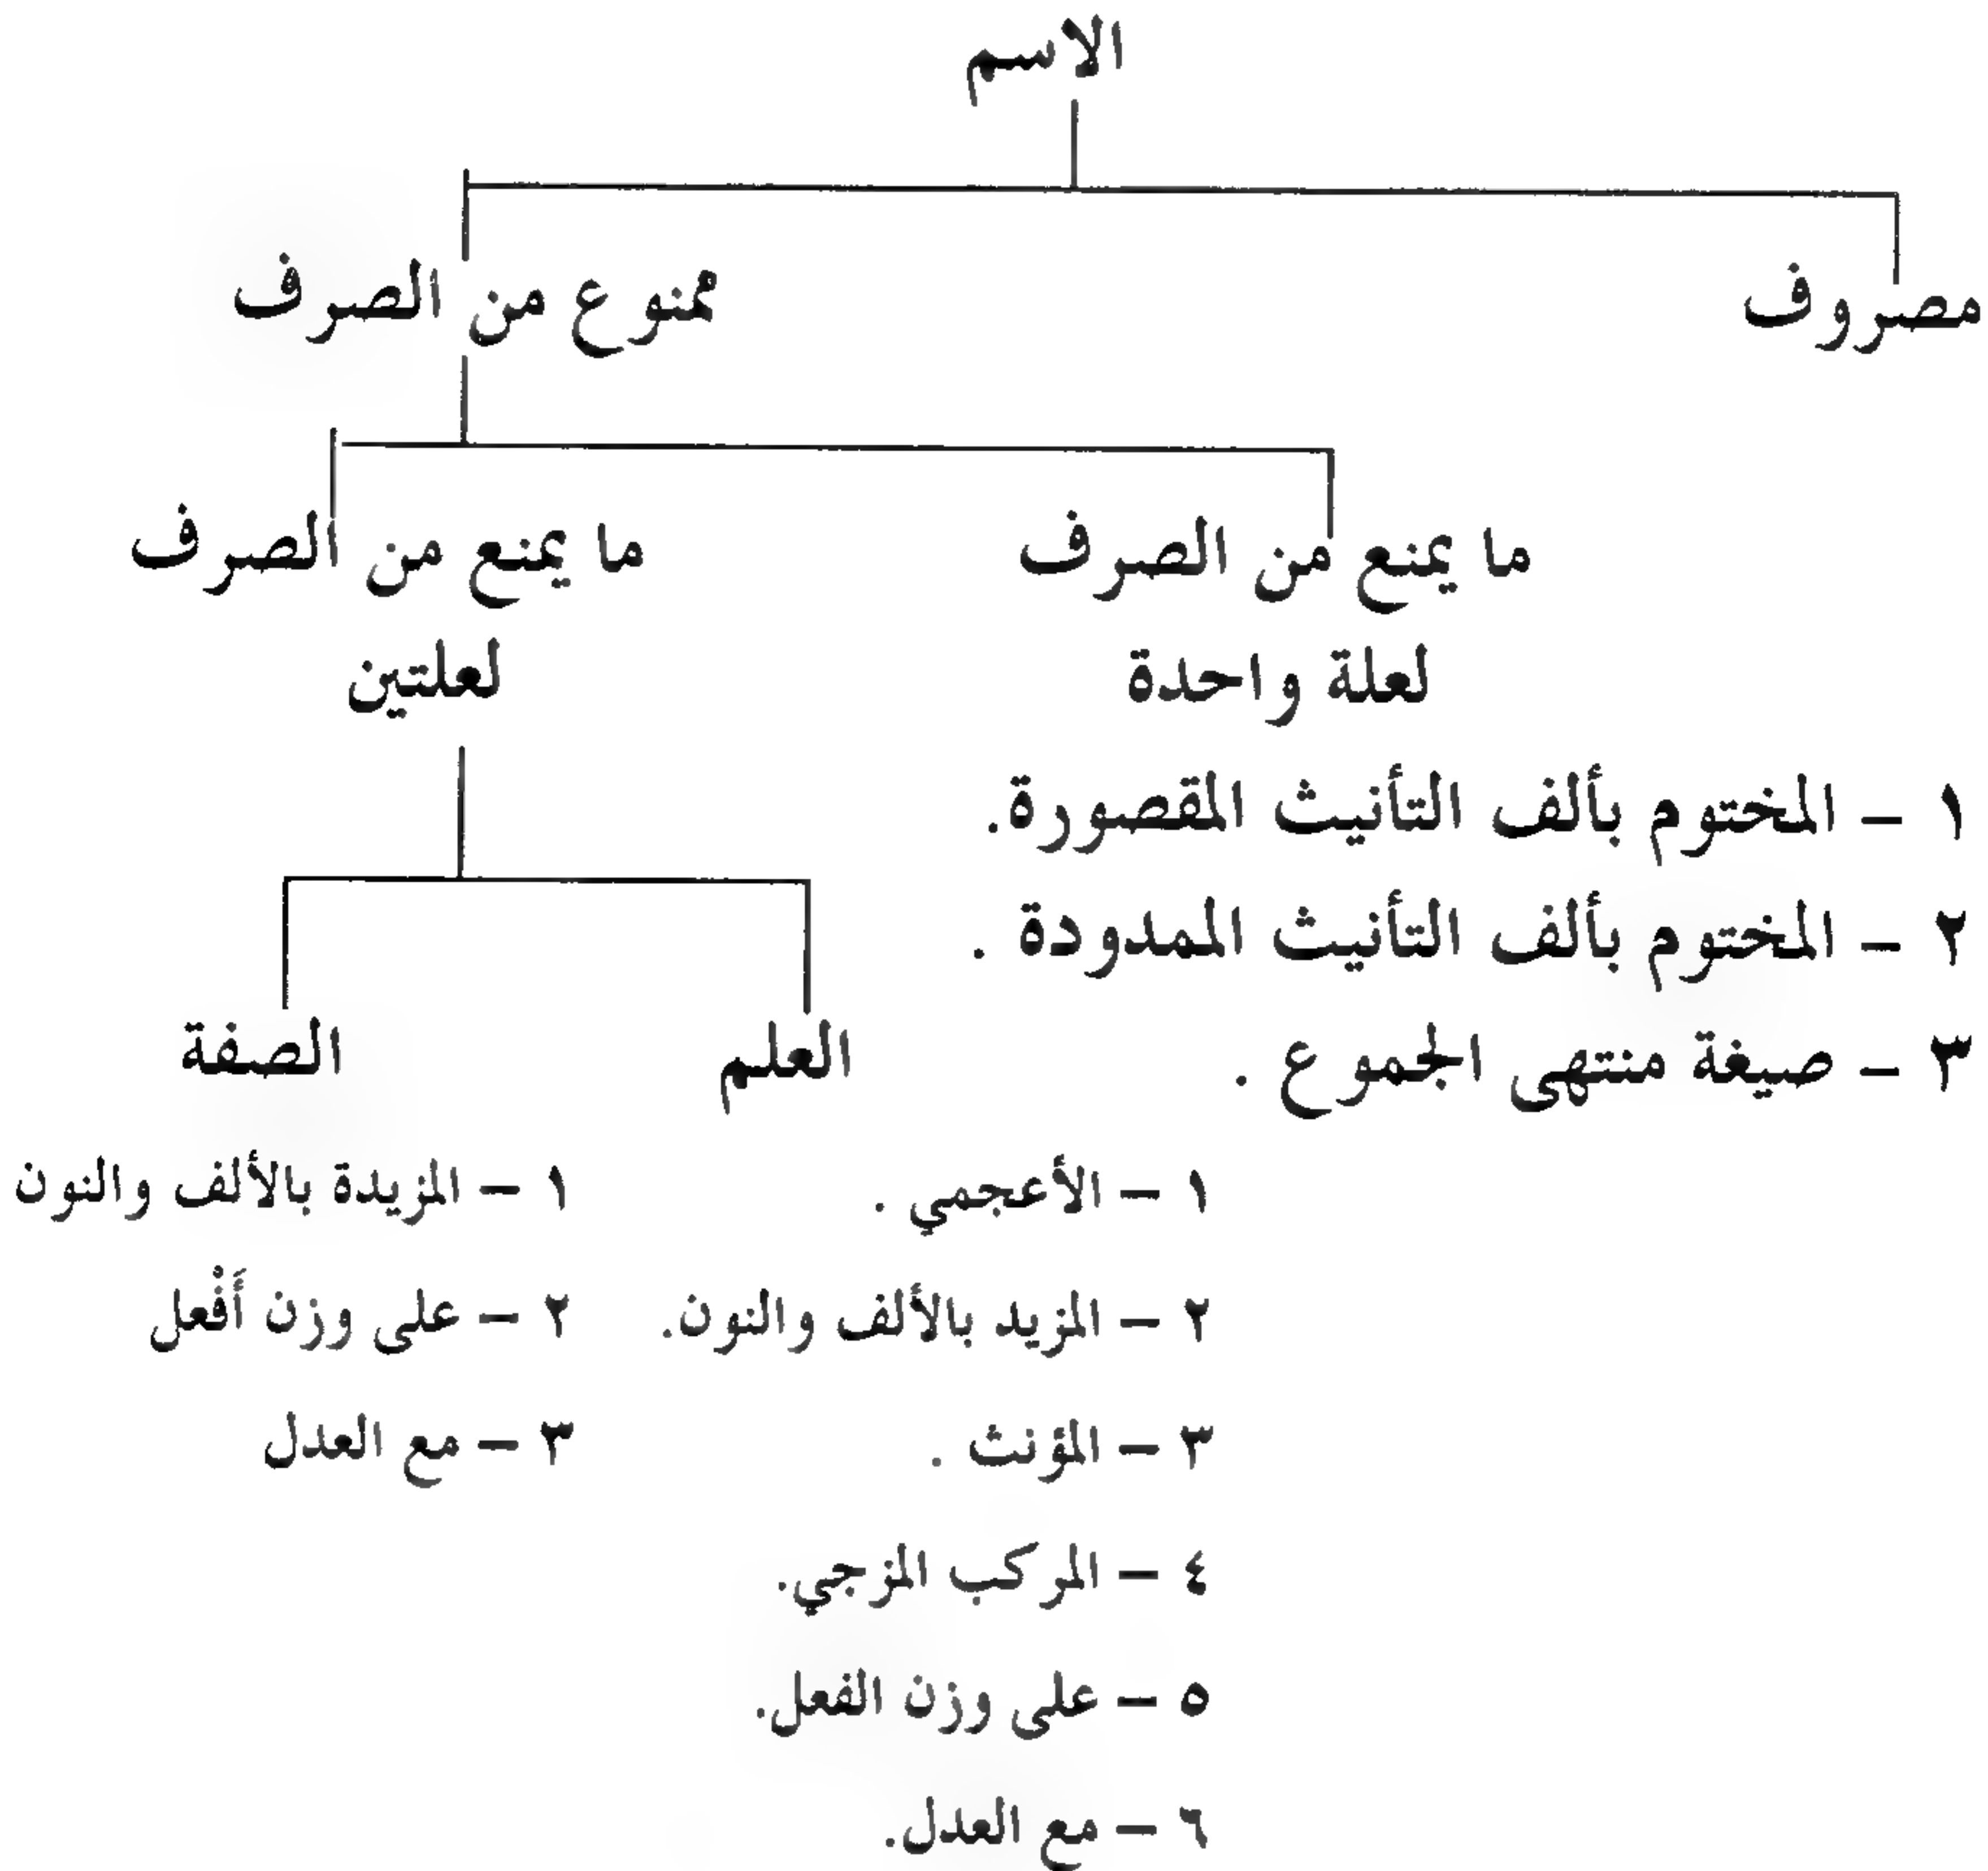 الاسم
مصروف
ممنوع من الصرف
ما يمنع من الصرف
لعلة واحدة
١ – المختوم بألف التأنيث المقصورة.
٢ – المختوم بألف التأنيث الممدودة .
٣ – صيغة منتهى الجموع .
ما يمنع من الصرف
لعلتين
العلم
١ – الأعجمي .
٢ – المزيد بالألف والنون.
٣ – المؤنث .
٤ – المركب المزجي.
٥ – على وزن الفعل.
٦ – مع العدل.
الصفة
١ – المزيدة بالألف والنون
٢ – على وزن أَفْعل
٣ – مع العدل